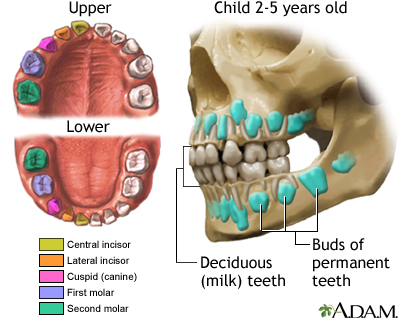 Upper
Child 2-5 years old
Lower
Central incisor
Lateral incisor
Cuspid (canine)
First molar
Second molar
Deciduous
(milk) teeth
Buds of
permanent
teeth
A.D.A.M.